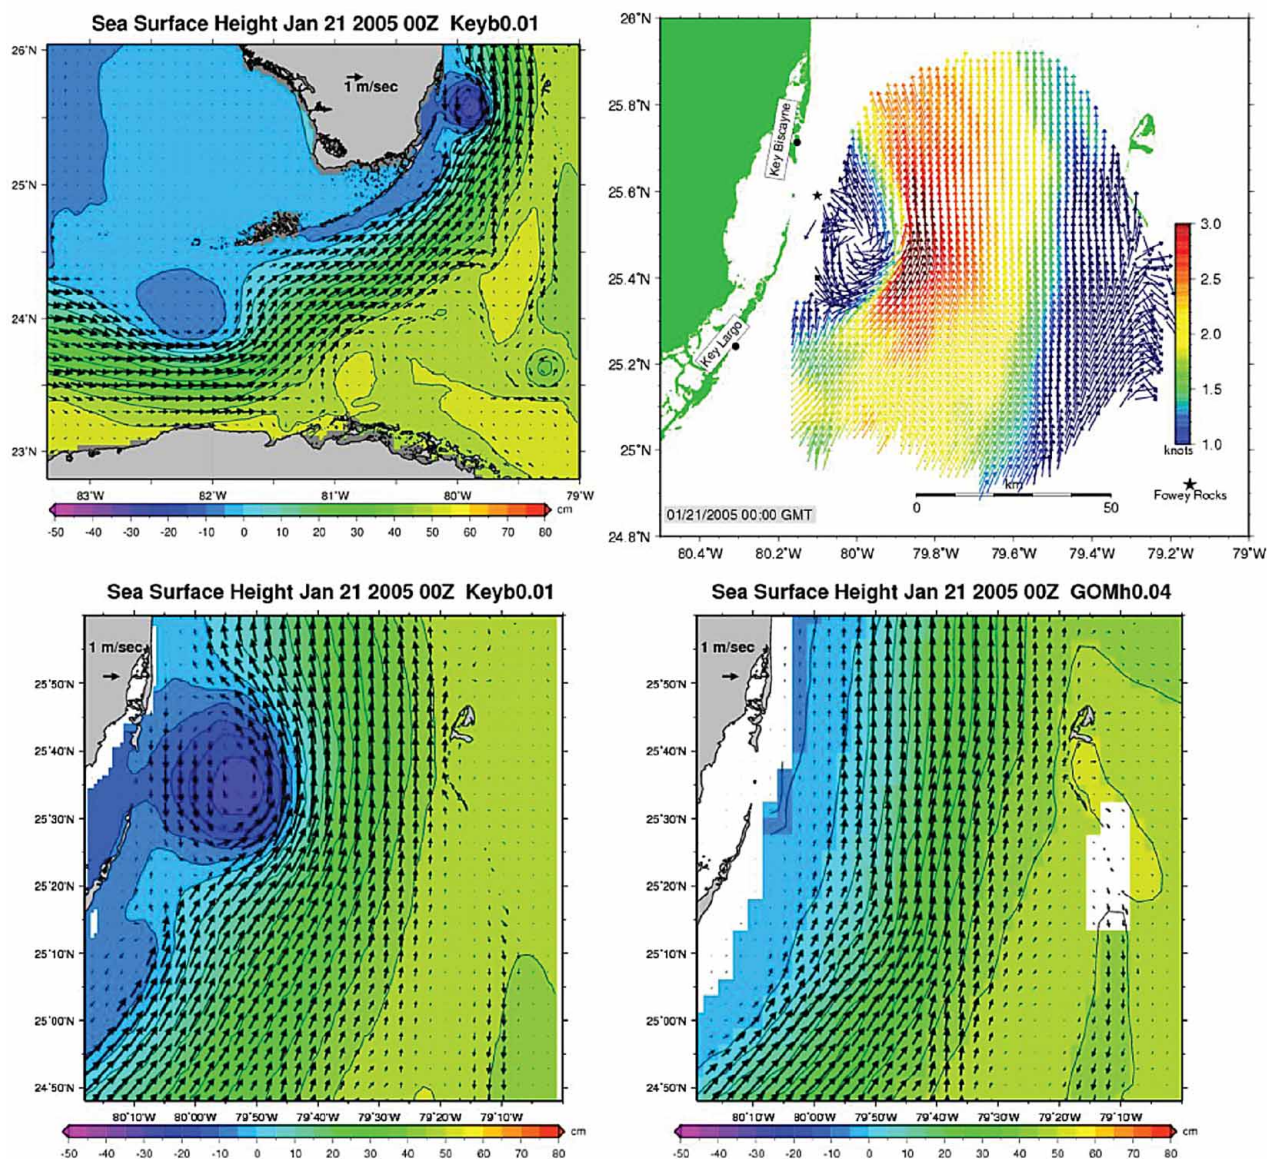 Sea Surface Height Jan 21 2005 00Z Keyb0.01
26°N
25°N
24°N
23°N
1 m/sec
83°W 82°W 81°W 80°W 79°W
-50 -40 -30 -20 -10 0 10 20 30 40 50 60 70 80 cm
26°N
25.8°N
25.6°N
25.4°N
25.2°N
25°N
24.8°N
Key Biscayne
Key Largo
3.0
2.5
2.0
1.5
1.0
knots
km
0 50
Fowey Rocks
01/21/2005 00:00 GMT
80.4°W 80.2°W 80°W 79.8°W 79.6°W 79.4°W 79.2°W 79°W
Sea Surface Height Jan 21 2005 00Z Keyb0.01
1 m/sec
25°50'N
25°40'N
25°30'N
25°20'N
25°10'N
25°00'N
24°50'N
80°10'W 80°00'W 79°50'W 79°40'W 79°30'W 79°20'W 79°10'W
-50 -40 -30 -20 -10 0 10 20 30 40 50 60 70 80 cm
Sea Surface Height Jan 21 2005 00Z GOMh0.04
1 m/sec
25°50'N
25°40'N
25°30'N
25°20'N
25°10'N
25°00'N
24°50'N
80°10'W 80°00'W 79°50'W 79°40'W 79°30'W 79°20'W 79°10'W
-50 -40 -30 -20 -10 0 10 20 30 40 50 60 70 80 cm